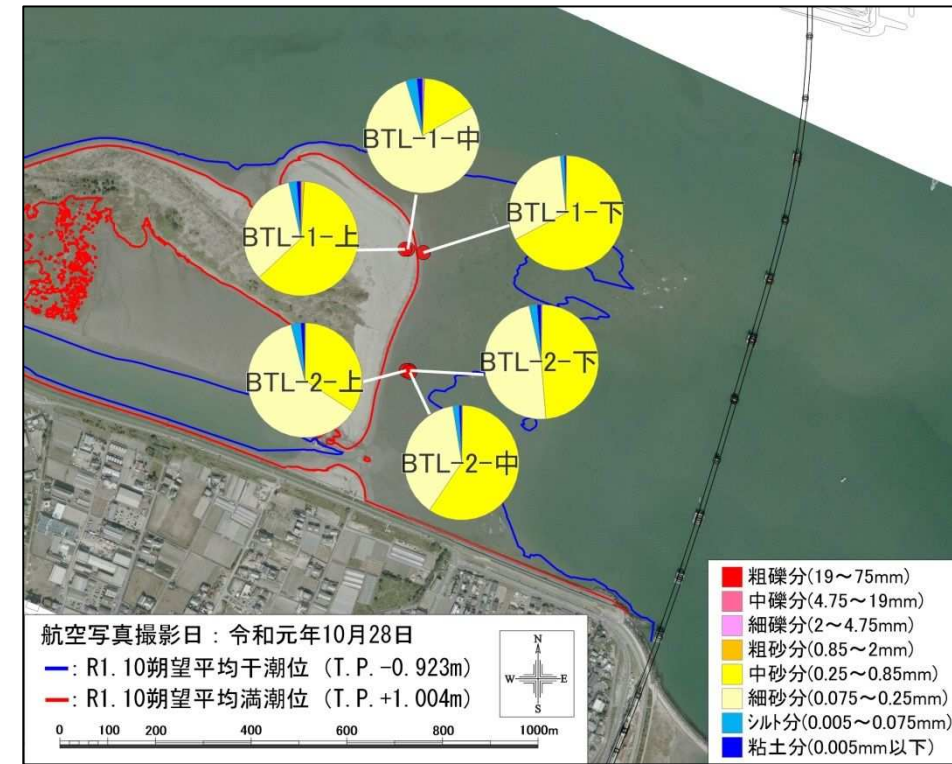 BTL-1-中
BTL-1-下
BTL-1-上
BTL-2-下
BTL-2-上
BTL-2-中
航空写真撮影日：令和元年10月28日
：R1.10朔望平均干潮位（T.P.-0.923m）
：R1.10朔望平均満潮位（T.P.+1.004m）
N
W E
S
0 100 200 400 600 800 1000m
粗礫分(19～75mm)
中礫分(4.75～19mm)
細礫分(2～4.75mm)
粗砂分(0.85～2mm)
中砂分(0.25～0.85mm)
細砂分(0.075～0.25mm)
シルト分(0.005～0.075mm)
粘土分(0.005mm以下)